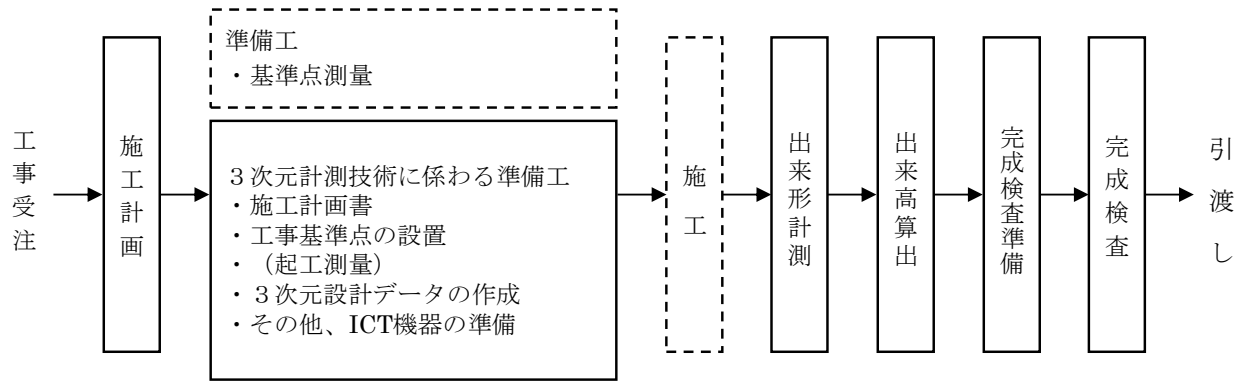 工事受注
施工計画
準備工
・基準点測量
３次元計測技術に係わる準備工
・施工計画書
・工事基準点の設置
・（起工測量）
・３次元設計データの作成
・その他、ICT機器の準備
施工
出来形計測
出来高算出
完成検査準備
完成検査
引渡し